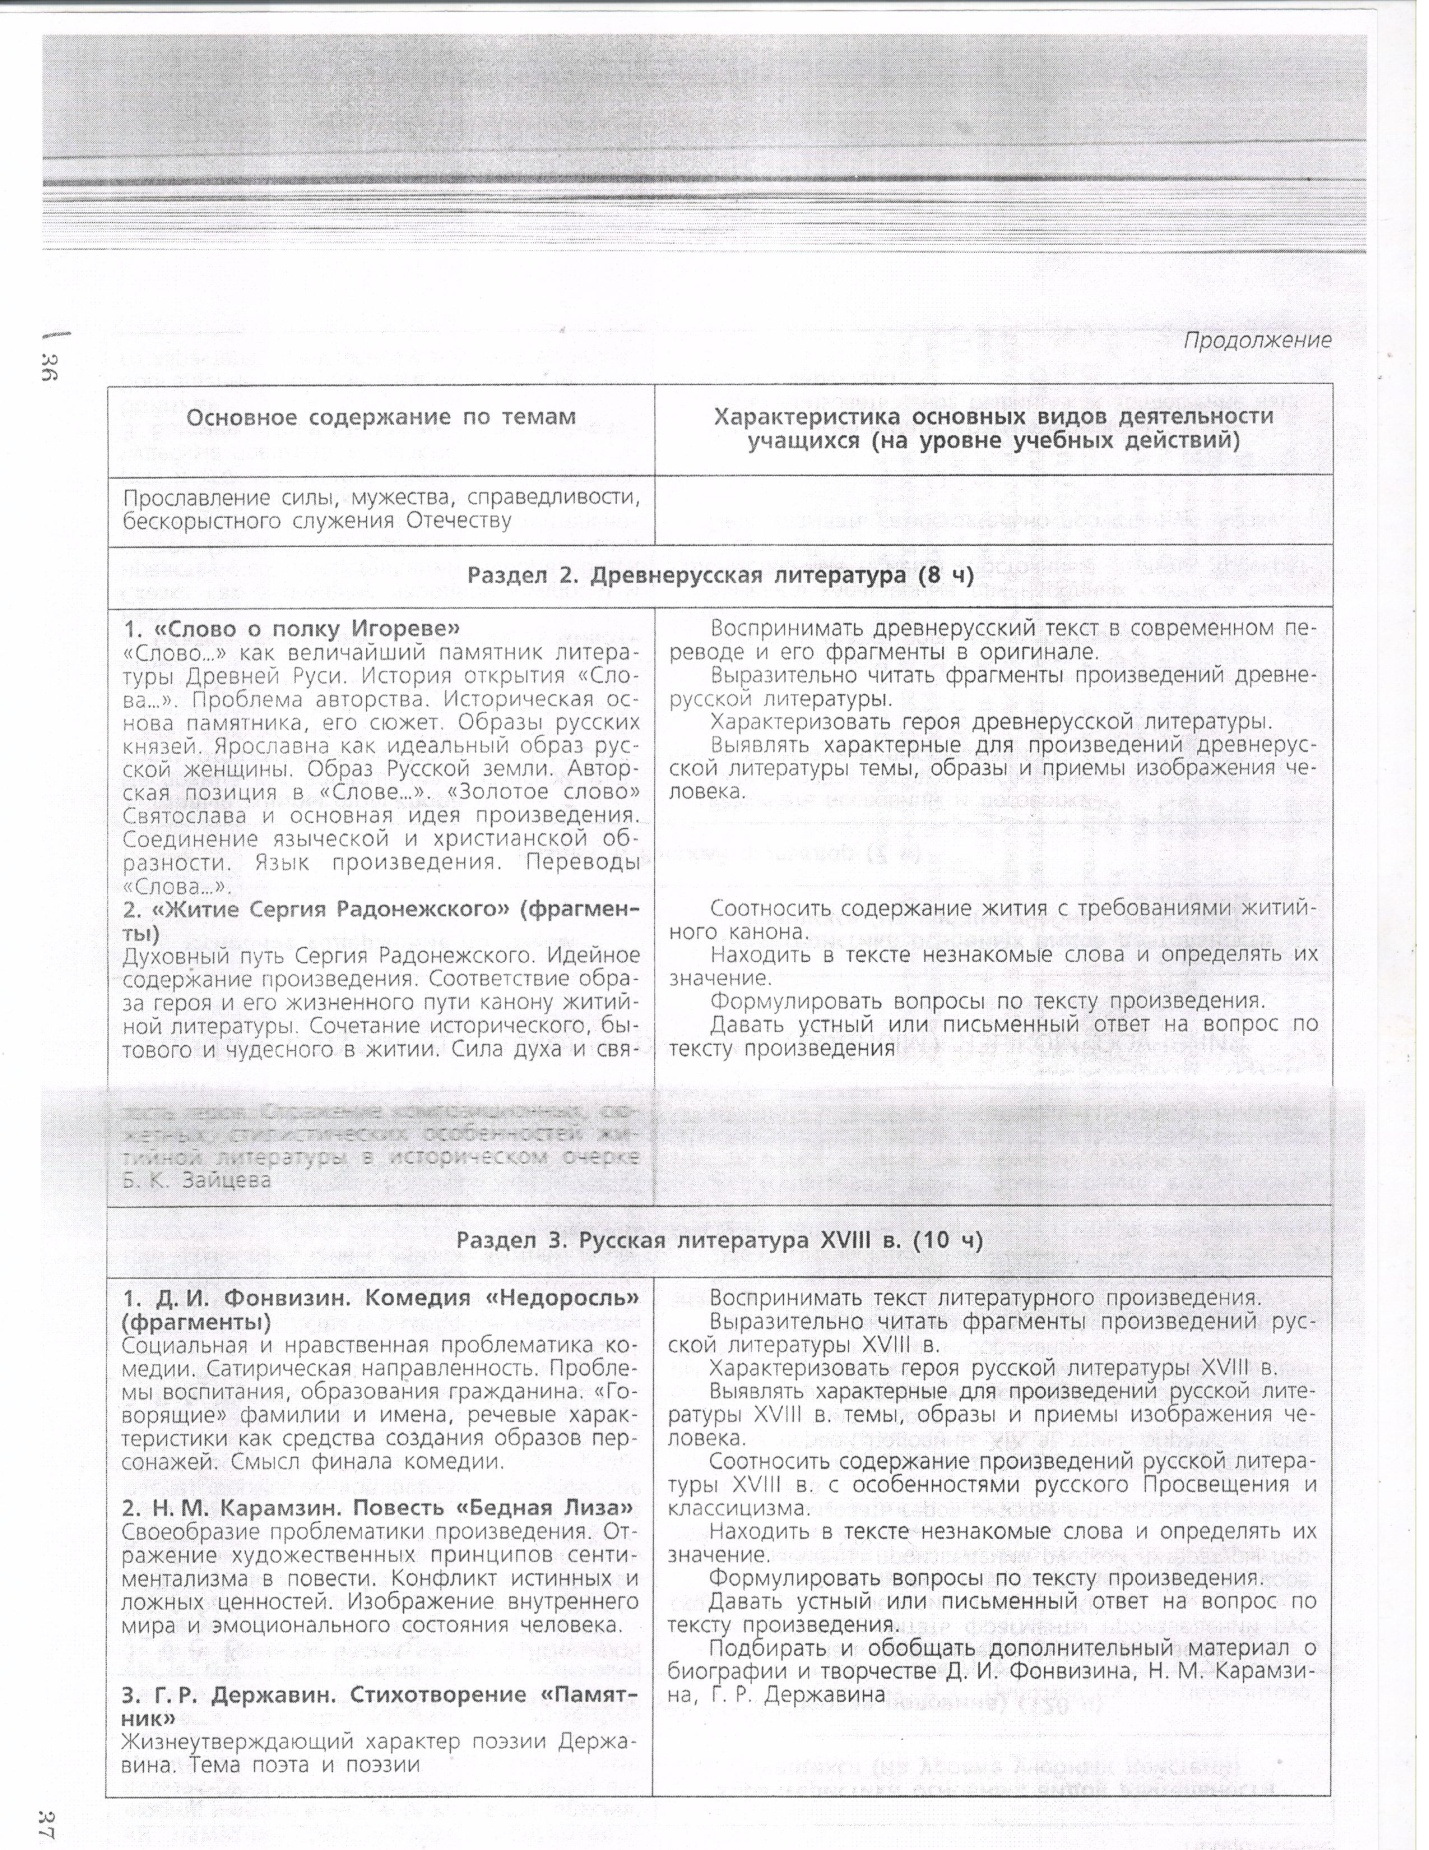 Продолжение
36
Основное содержание по темам
Характеристика основных видов деятельности
учащихся (на уровне учебных действий)
Прославление силы, мужества, справедливости,
бескорыстного служения Отечеству
Раздел 2. Древнерусская литература (8 ч)
1. «Слово о полку Игореве»
«Слово...» как величайший памятник литера-
туры Древней Руси. История открытия «Сло-
ва...». Проблема авторства. Историческая ос-
нова памятника, его сюжет. Образы русских
князей. Ярославна как идеальный образ рус-
ской женщины. Образ Русской земли. Автор-
ская позиция в «Слове...». «Золотое слово»
Святослава и основная идея произведения.
Соединение языческой и христианской об-
разности. Язык произведения. Переводы
«Слова...».
2. «Житие Сергия Радонежского» (фрагмен-
ты)
Духовный путь Сергия Радонежского. Идейное
содержание произведения. Соответствие обра-
за героя и его жизненного пути канону житий-
ной литературы. Сочетание исторического, бы-
тового и чудесного в житии. Сила духа и свя-
тость героя. Отражение композиционных, сю-
жетных, стилистических особенностей жи-
тийной литературы в историческом очерке
Б. К. Зайцева
Воспринимать древнерусский текст в современном пе-
реводе и его фрагменты в оригинале.
Выразительно читать фрагменты произведений древне-
русской литературы.
Характеризовать героя древнерусской литературы.
Выявлять характерные для произведений древнерус-
ской литературы темы, образы и приемы изображения че-
ловека.
Соотносить содержание жития с требованиями житий-
ного канона.
Находить в тексте незнакомые слова и определять их
значение.
Формулировать вопросы по тексту произведения.
Давать устный или письменный ответ на вопрос по
тексту произведения
Раздел 3. Русская литература XVIII в. (10 ч)
1. Д. И. Фонвизин. Комедия «Недоросль»
(фрагменты)
Социальная и нравственная проблематика ко-
медии. Сатирическая направленность. Пробле-
мы воспитания, образования гражданина. «Го-
ворящие» фамилии и имена, речевые харак-
теристики как средства создания образов пер-
сонажей. Смысл финала комедии.
2. Н. М. Карамзин. Повесть «Бедная Лиза»
Своеобразие проблематики произведения. От-
ражение художественных принципов сенти-
ментализма в повести. Конфликт истинных и
ложных ценностей. Изображение внутреннего
мира и эмоционального состояния человека.
3. Г. Р. Державин. Стихотворение «Памят-
ник»
Жизнеутверждающий характер поэзии Держа-
вина. Тема поэта и поэзии
Воспринимать текст литературного произведения.
Выразительно читать фрагменты произведений рус-
ской литературы XVIII в.
Характеризовать героя русской литературы XVIII в.
Выявлять характерные для произведений русской лите-
ратуры XVIII в. темы, образы и приемы изображения че-
ловека.
Соотносить содержание произведений русской литера-
туры XVIII в. с особенностями русского Просвещения и
классицизма.
Находить в тексте незнакомые слова и определять их
значение.
Формулировать вопросы по тексту произведения.
Давать устный или письменный ответ на вопрос по
тексту произведения.
Подбирать и обобщать дополнительный материал о
биографии и творчестве Д. И. Фонвизина, Н. М. Карамзи-
на, Г. Р. Державина
37